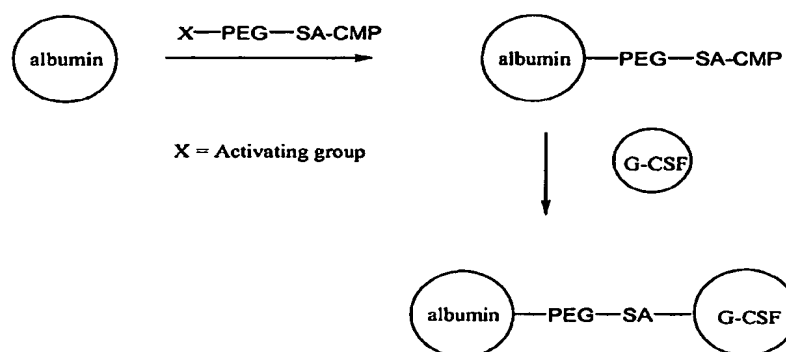 X—PEG—SA-CMP
albumin
albumin—PEG—SA-CMP
X = Activating group
G-CSF
albumin—PEG—SA—G-CSF